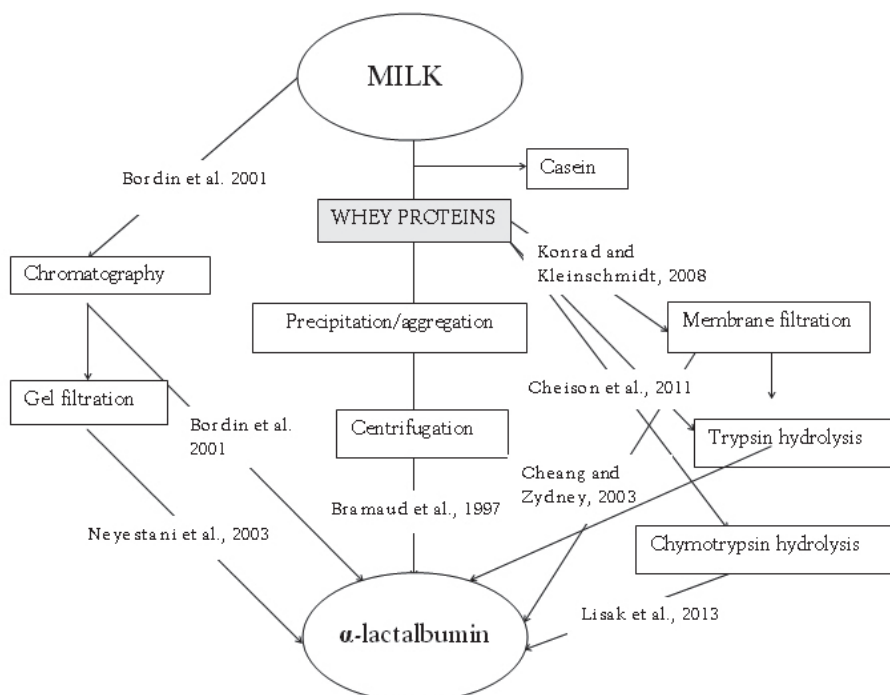 MILK
Bordin et al. 2001
Casein
WHEY PROTEINS
Konrad and
Kleinschmidt, 2008
Chromatography
Precipitation/aggregation
Membrane filtration
Gel filtration
Cheison et al., 2011
Bordin et al.
2001
Centrifugation
Trypsin hydrolysis
Cheang and
Zydney, 2003
Bramaud et al., 1997
Neyestani et al., 2003
Chymotrypsin hydrolysis
Lisak et al., 2013
α-lactalbumin